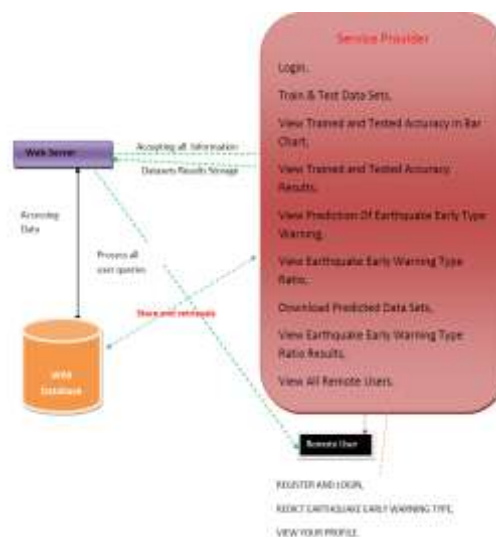 Service Provider
Login,
Train & Test Data Sets,
View Trained and Tested Accuracy in Bar
Chart,
View Trained and Tested Accuracy
Results,
View Prediction Of Earthquake Early Type
Warning,
View Earthquake Early Warning Type
Ratio,
Download Predicted Data Sets,
View Earthquake Early Warning Type
Ratio Results,
View All Remote Users.
Web Server
Accepting all Information
Datasets Results Storage
Accessing
Data
Process all
user queries
Store and retrievals
WEB
Database
Remote User
REGISTER AND LOGIN,
REDICT EARTHQUAKE EARLY WARNING TYPE,
VIEW YOUR PROFILE.